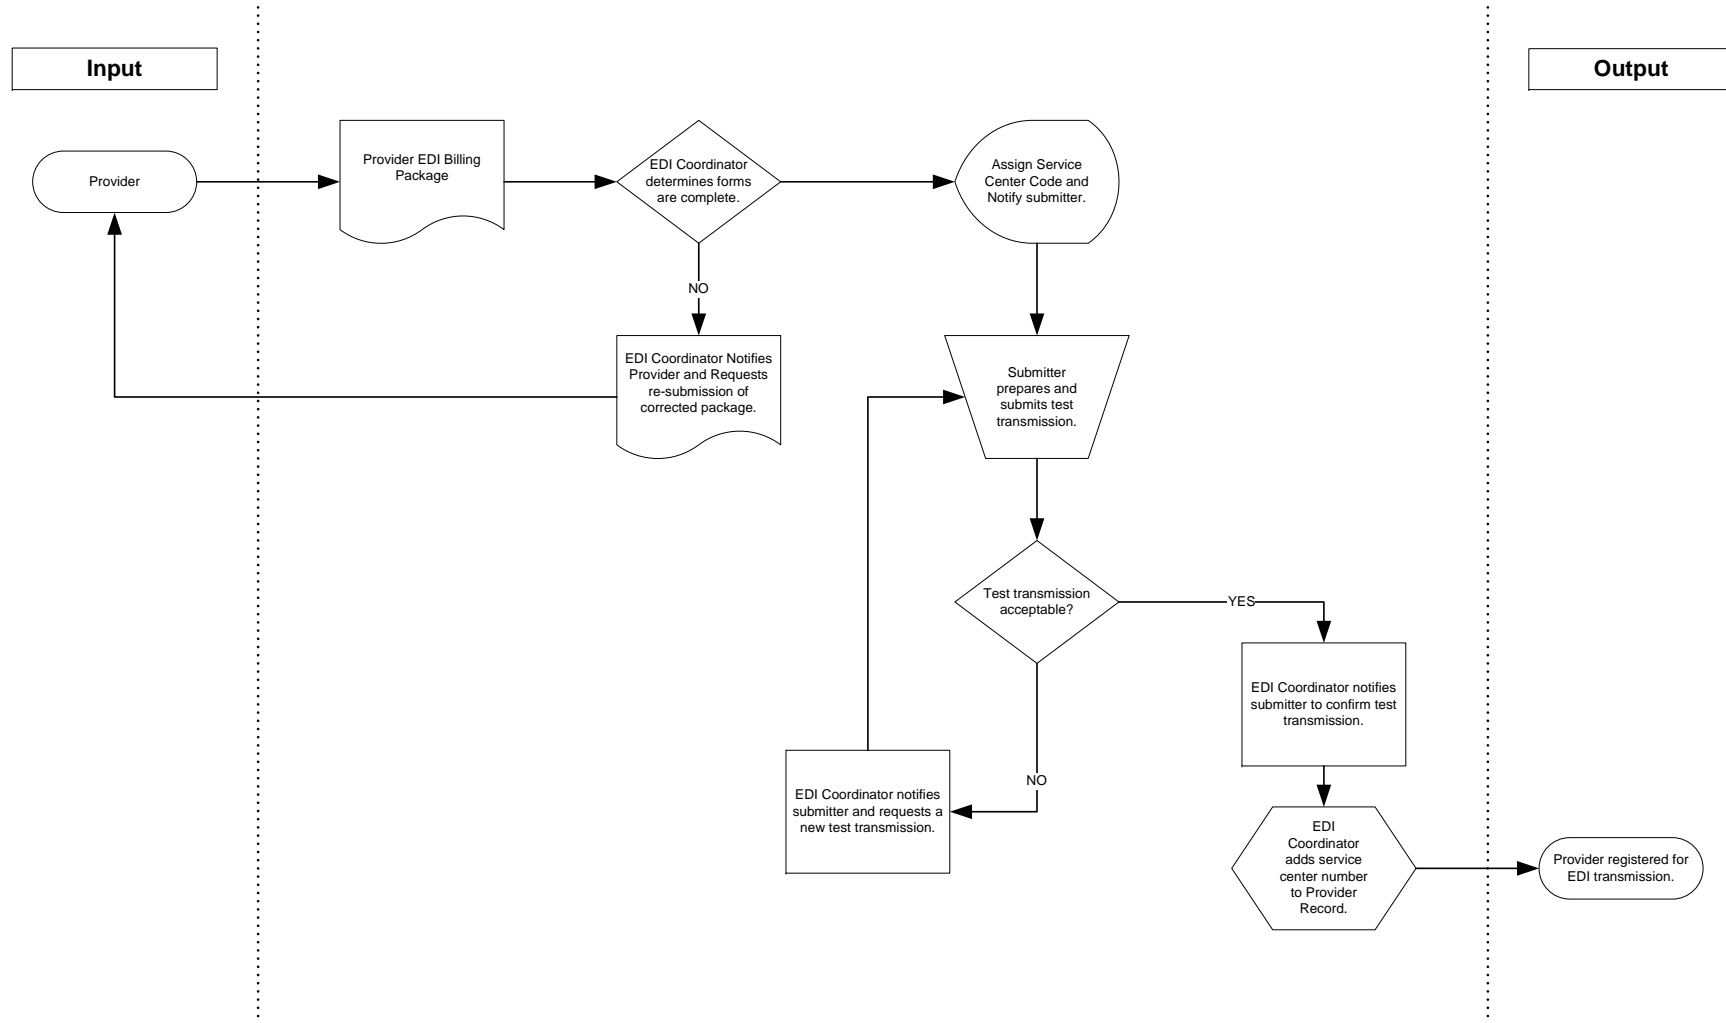 Input
Output
Provider
Provider EDI Billing
Package
EDI Coordinator
determines forms
are complete.
Assign Service
Center Code and
Notify submitter.
NO
EDI Coordinator Notifies
Provider and Requests
re-submission of
corrected package.
Submitter
prepares and
submits test
transmission.
Test transmission
acceptable?
YES
EDI Coordinator notifies
submitter to confirm test
transmission.
NO
EDI Coordinator notifies
submitter and requests a
new test transmission.
EDI
Coordinator
adds service
center number
to Provider
Record.
Provider registered for
EDI transmission.